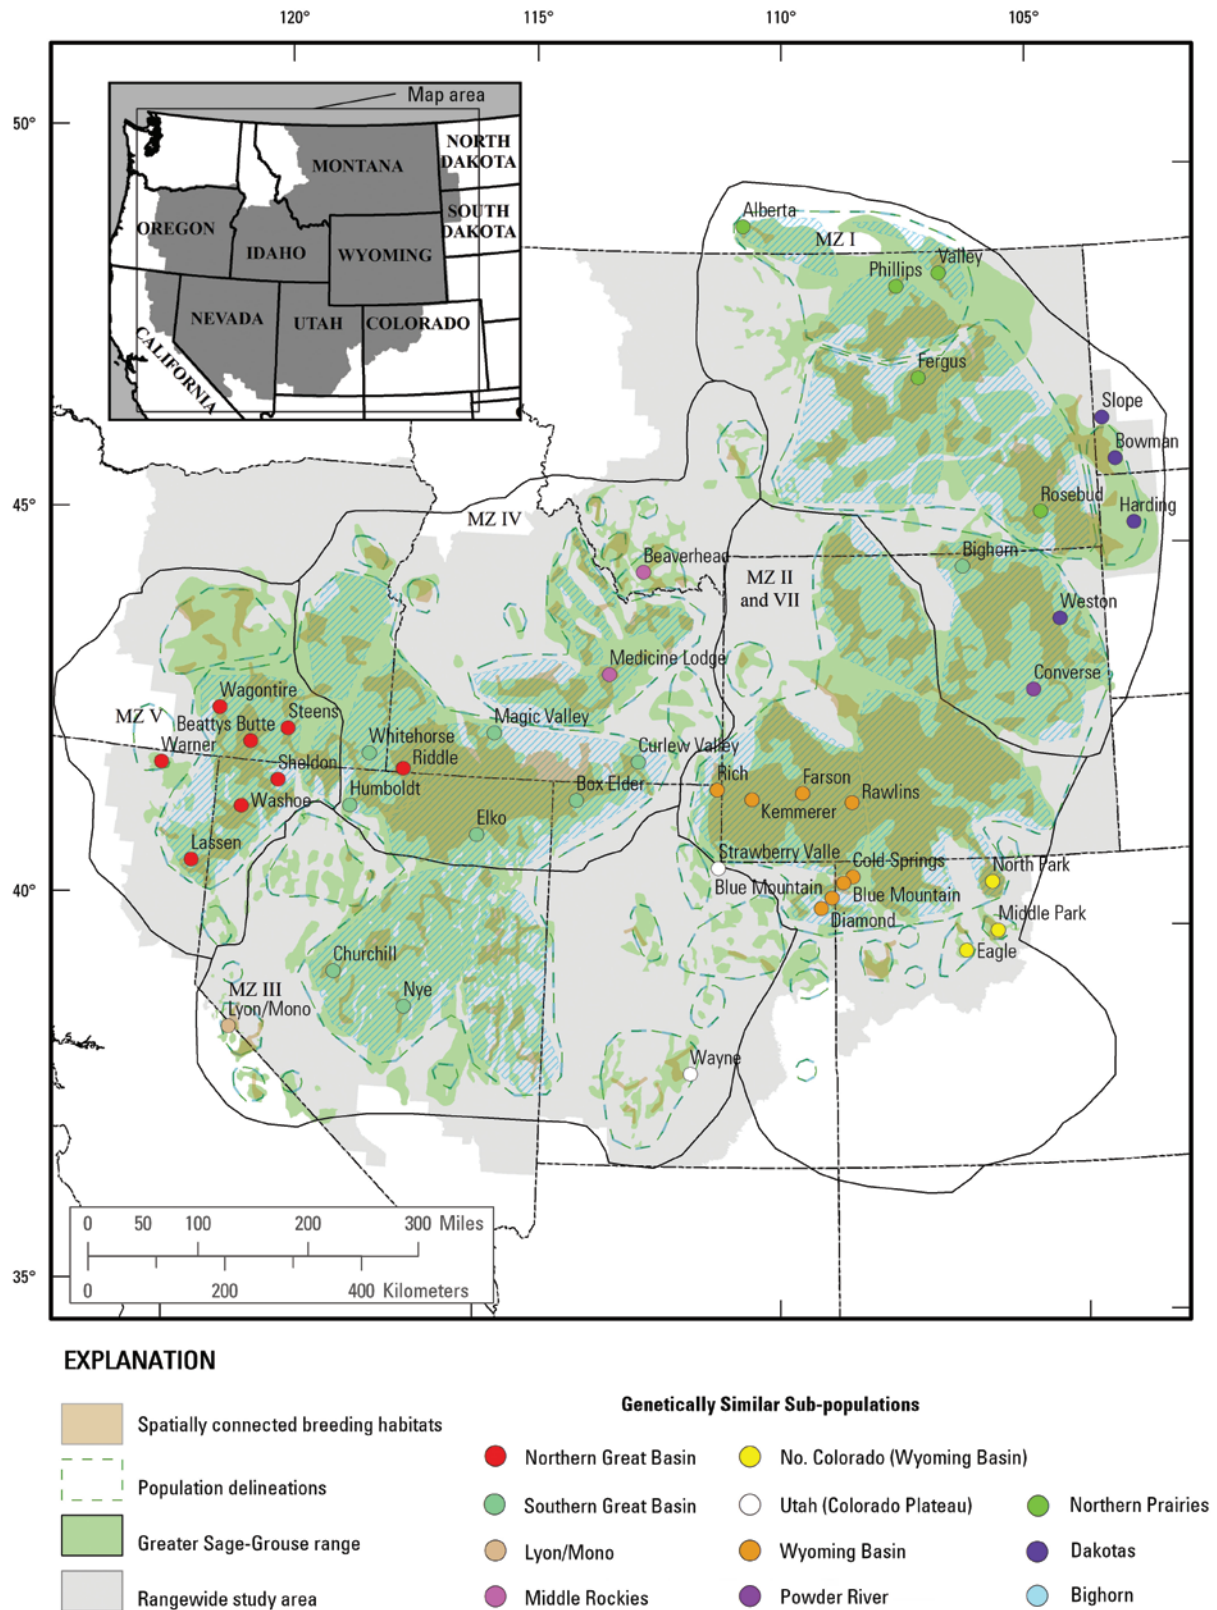 120°
115°
110°
105°
50°
45°
40°
35°
Map area
NORTH
DAKOTA
MONTANA
SOUTH
DAKOTA
OREGON
IDAHO
WYOMING
NEVADA
UTAH
COLORADO
CALIFORNIA
Alberta
MZ I
Valley
Phillips
Fergus
Slope
Bowman
Rosebud
Harding
MZ IV
Beaverhead
Bighorn
MZ II
and VII
Weston
Medicine Lodge
Converse
Wagontire
MZ V
Beattys Butte
Steens
Magic Valley
Whitehorse
Curlew Valley
Warner
Riddle
Sheldon
Rich
Farson
Humboldt
Box Elder
Rawlins
Washoe
Kemmerer
Elko
Lassen
Strawberry Valle
Cold Springs
North Park
Blue Mountain
Blue Mountain
Diamond
Middle Park
Churchill
Eagle
MZ III
Nye
Lyon/Mono
Wayne
0 50 100 200 300 Miles
0 200 400 Kilometers
EXPLANATION
Spatially connected breeding habitats
Population delineations
Greater Sage-Grouse range
Rangewide study area
Genetically Similar Sub-populations
Northern Great Basin
Southern Great Basin
Lyon/Mono
Middle Rockies
No. Colorado (Wyoming Basin)
Utah (Colorado Plateau)
Wyoming Basin
Powder River
Northern Prairies
Dakotas
Bighorn